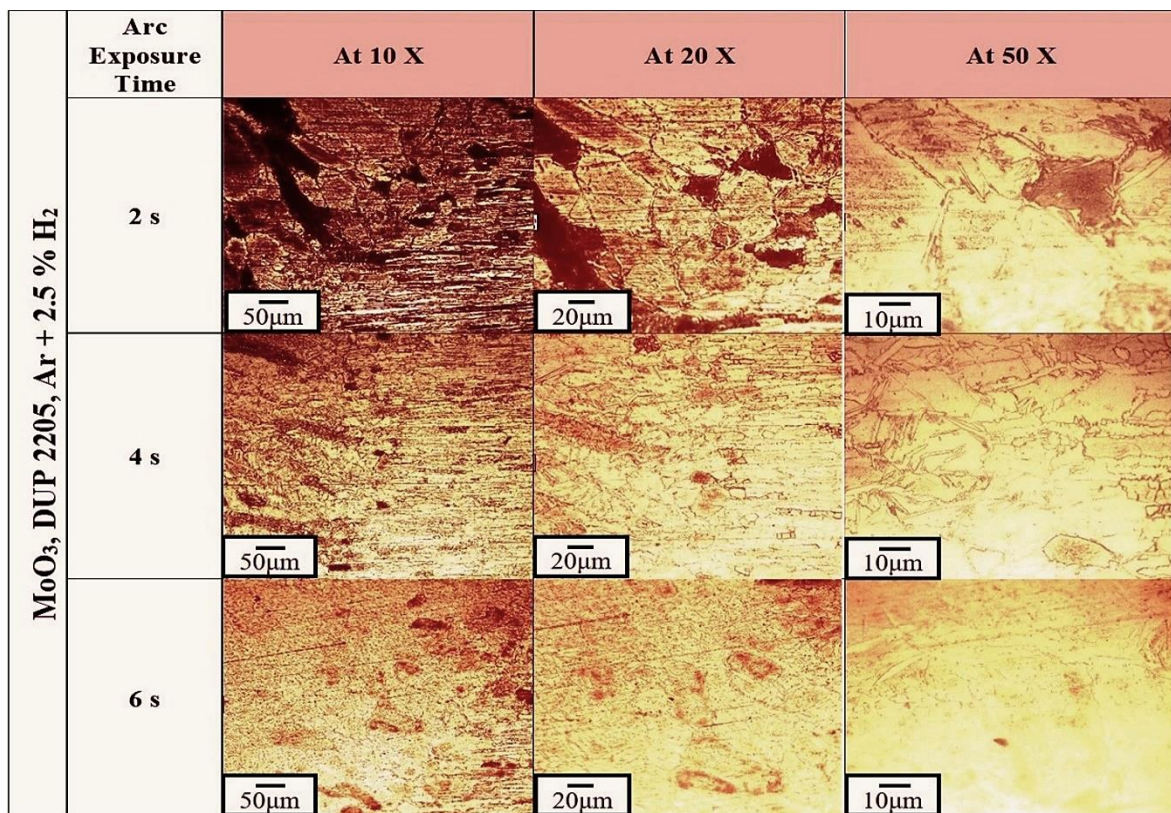 MoO₃, DUP 2205, Ar + 2.5 % H₂
Arc
Exposure
Time
At 10 X
At 20 X
At 50 X
2 s
50μm
20μm
10μm
4 s
50μm
20μm
10μm
6 s
50μm
20μm
10μm